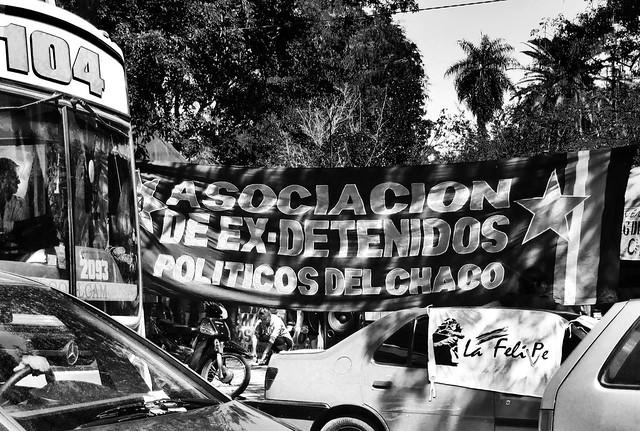 104
ASOCIACION
DE EX-DETENIDOS
POLITICOS DEL CHACO
2093
La FeliPe